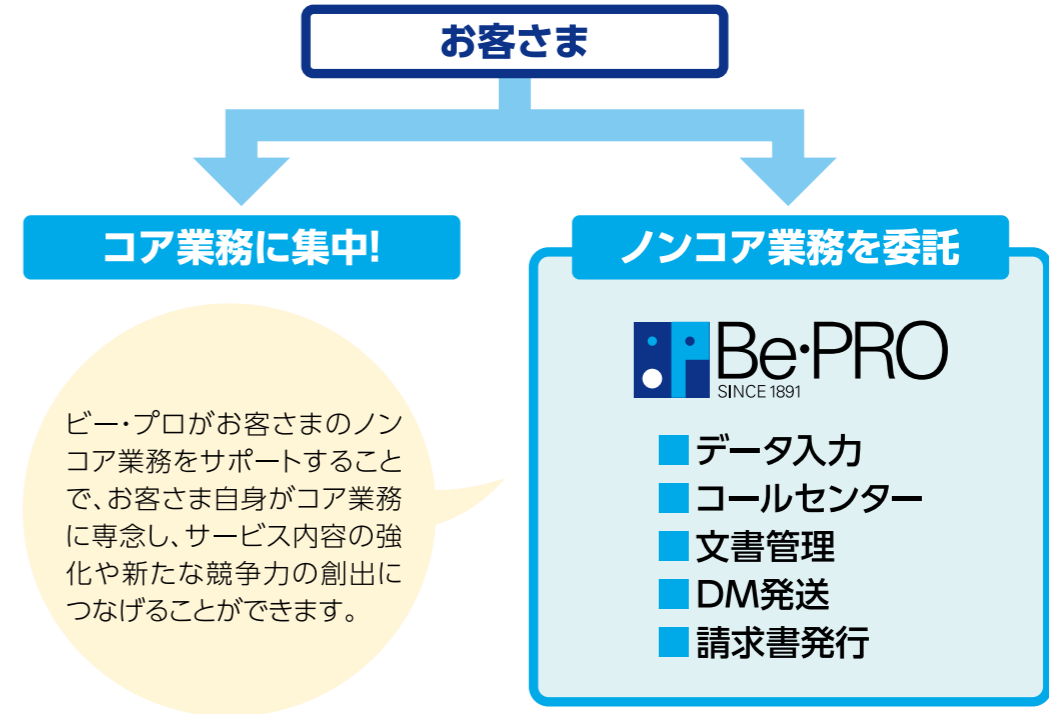 お客さま
コア業務に集中!
ノンコア業務を委託
ビー・プロがお客さまのノン
コア業務をサポートすること
で、お客さま自身がコア業務
に専念し、サービス内容の強
化や新たな競争力の創出に
つなげることができます。
Be・PRO
SINCE 1891
データ入力
コールセンター
文書管理
DM発送
請求書発行